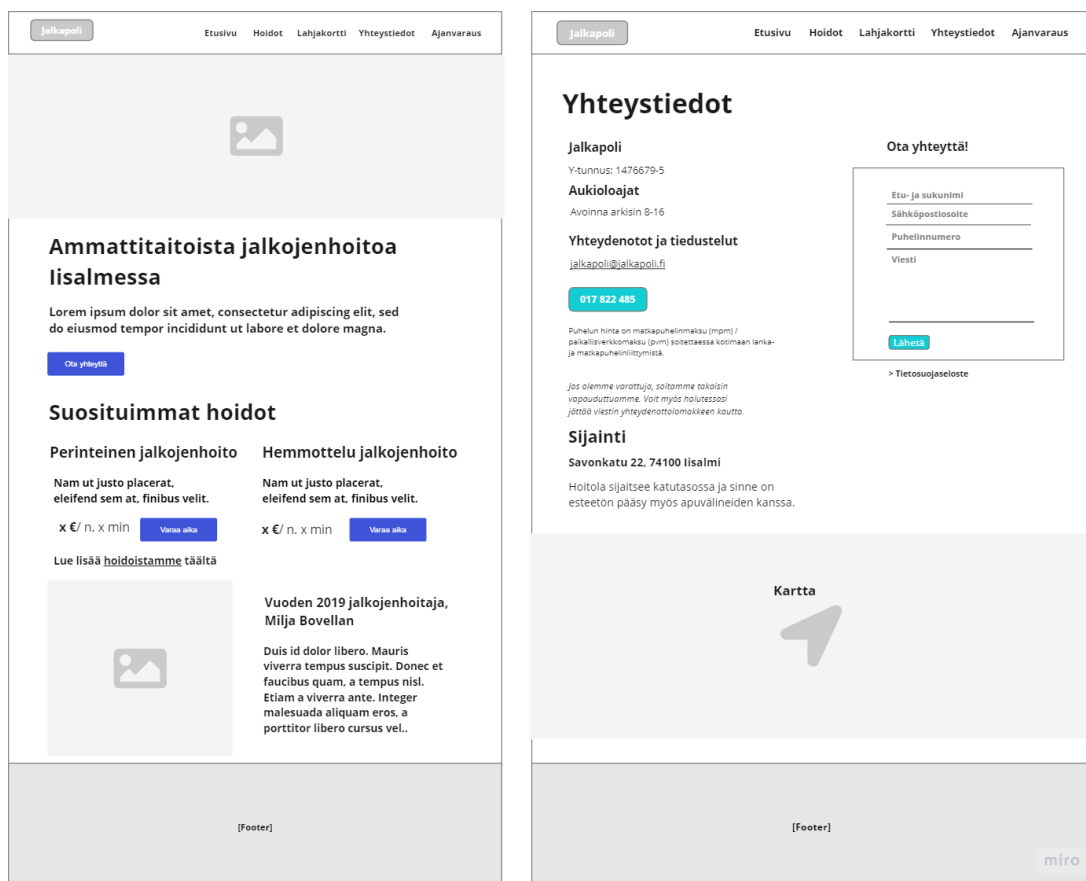 Jalkapoli
Etusivu Hoidot Lahjakortti Yhteystiedot Ajanvaraus
Ammattitaitoista jalkojenhoitoa
Iisalmessa
Lorem ipsum dolor sit amet, consectetur adipiscing elit, sed
do eiusmod tempor incididunt ut labore et dolore magna.
Ota yhteyttä
Suosituimmat hoidot
Perinteinen jalkojenhoito
Nam ut justo placerat,
eleifend sem at, finibus velit.
x €/ n. x min
Varaa aika
Hemmottelu jalkojenhoito
Nam ut justo placerat,
eleifend sem at, finibus velit.
x €/ n. x min
Varaa aika
Lue lisää hoidoistamme täältä
Vuoden 2019 jalkojenhoitaja,
Milja Bovellan
Duis id dolor libero. Mauris
viverra tempus suscipit. Donec et
faucibus quam, a tempus nisl.
Etiam a viverra ante. Integer
malesuada aliquam eros, a
porttitor libero cursus vel..
[Footer]
Jalkapoli
Etusivu Hoidot Lahjakortti Yhteystiedot Ajanvaraus
Yhteystiedot
Jalkapoli
Y-tunnus: 1476679-5
Aukioloajat
Avoinna arkisin 8-16
Yhteydenotot ja tiedustelut
jalkapoli@jalkapoli.fi
017 822 485
Puhelun hinta on matkapuhelinmaksu (mpm) /
paikallisverkkomaksu (pvm) soitettaessa kotimaan lanka-
ja matkapuhelinliittymistä.
Jos olemme varattuja, soitamme takaisin
vapauduttuamme. Voit myös halutessasi
jättää viestin yhteydenottolomakkeen kautta.
Ota yhteyttä!
Etu- ja sukunimi
Sähköpostiosoite
Puhelinnumero
Viesti
Lähetä
> Tietosuojaseloste
Sijainti
Savonkatu 22, 74100 Iisalmi
Hoitola sijaitsee katutasossa ja sinne on
esteetön pääsy myös apuvälineiden kanssa.
Kartta
[Footer]
miro